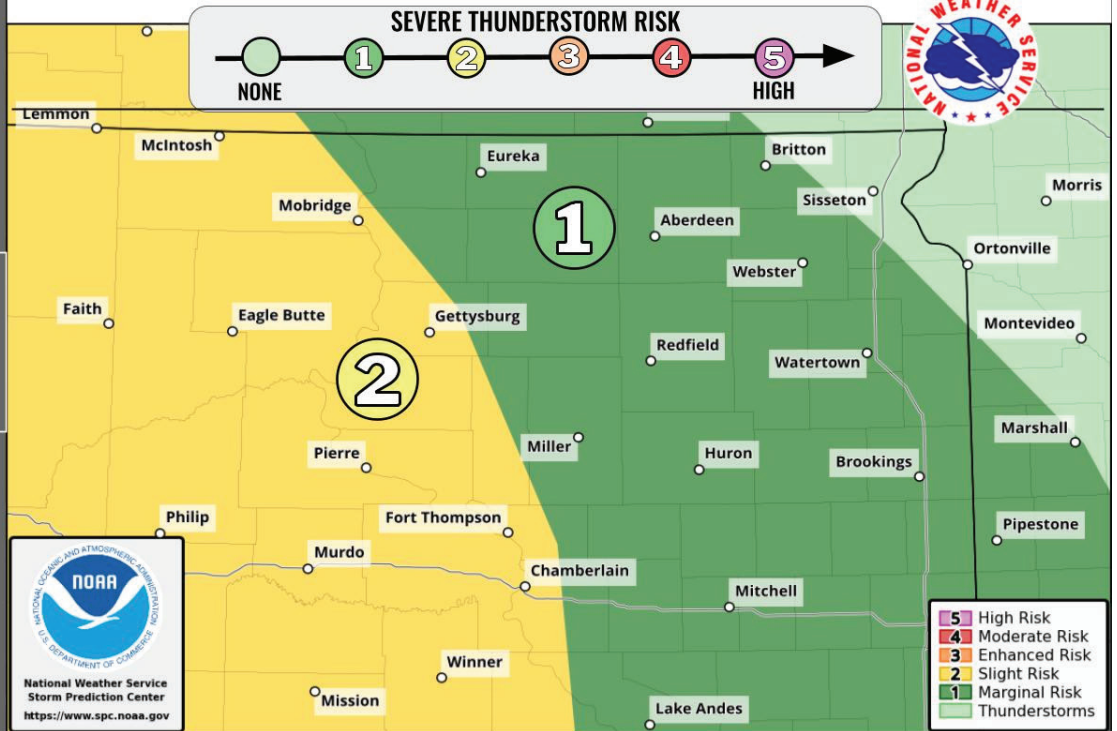 SEVERE THUNDERSTORM RISK
1
2
3
4
5
NONE
HIGH
NATIONAL WEATHER SERVICE
Lemmon
McIntosh
Eureka
Britton
Morris
Sisseton
Mobridge
1
Aberdeen
Ortonville
Webster
Faith
Eagle Butte
Gettysburg
Montevideo
Redfield
Watertown
2
Marshall
Miller
Huron
Pierre
Brookings
Philip
Fort Thompson
Pipestone
Murdo
Chamberlain
Mitchell
Winner
Mission
Lake Andes
NATIONAL OCEANIC AND ATMOSPHERIC ADMINISTRATION
NOAA
U.S. DEPARTMENT OF COMMERCE
National Weather Service
Storm Prediction Center
https://www.spc.noaa.gov
5 High Risk
4 Moderate Risk
3 Enhanced Risk
2 Slight Risk
1 Marginal Risk
Thunderstorms